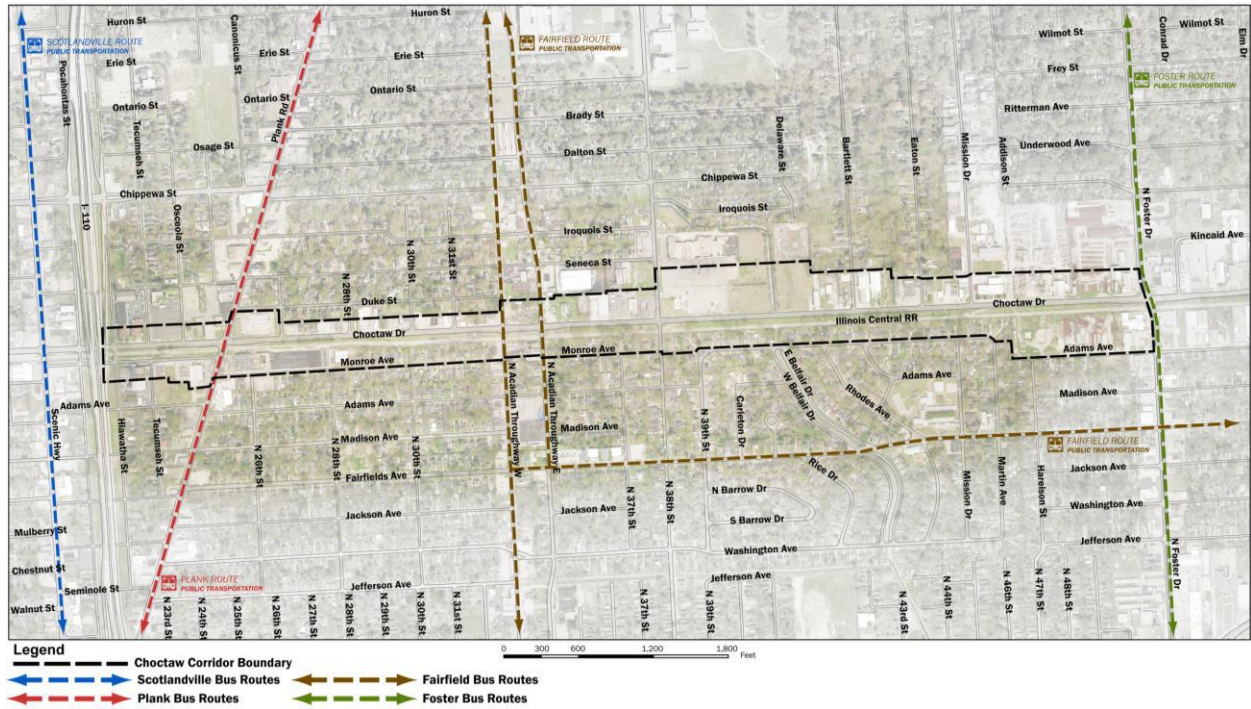 Huron St
Canonicus St
Huron St
Conrad Dr
Wilmot St
Elm Dr
SCOTLANDVILLE ROUTE
PUBLIC TRANSPORTATION
FAIRFIELD ROUTE
PUBLIC TRANSPORTATION
Wilmot St
Erie St
Erie St
Erie St
Frey St
FOSTER ROUTE
PUBLIC TRANSPORTATION
Pocahontas St
Ontario St
Ontario St
Ontario St
Plank Rd
Ritterman Ave
Brady St
Tecumseh St
Osage St
Dalton St
Delaware St
Bartlett St
Eaton St
Mission Dr
Addison St
Underwood Ave
Chippewa St
Chippewa St
I- 110
Osceola St
Iroquois St
Iroquois St
N Foster Dr
Kincaid Ave
N 28th St
N 30th St
N 31st St
Seneca St
Duke St
Choctaw Dr
Choctaw Dr
Illinois Central RR
Monroe Ave
Monroe Ave
Adams Ave
N Acadian Throughway W
N Acadian Throughway E
E Belfair Dr
W Belfair Dr
Rhodes Ave
Adams Ave
Madison Ave
Adams Ave
Adams Ave
Scenic Hwy
Hiawatha St
Tecumseh St
N 26th St
N 28th St
Madison Ave
N 30th St
Madison Ave
N 39th St
Carleton Dr
FAIRFIELD ROUTE
PUBLIC TRANSPORTATION
Fairfields Ave
Rice Dr
Jackson Ave
N Barrow Dr
Mission Dr
Martin Ave
Harelson St
Jackson Ave
Jackson Ave
N 37th St
N 38th St
S Barrow Dr
Washington Ave
Mulberry St
Washington Ave
Jefferson Ave
Chestnut St
N Foster Dr
Seminole St
PLANK ROUTE
PUBLIC TRANSPORTATION
Jefferson Ave
Jefferson Ave
Walnut St
N 23rd St
N 24th St
N 25th St
N 26th St
N 27th St
N 28th St
N 29th St
N 30th St
N 31st St
N 37th St
N 39th St
N 43rd St
N 44th St
N 46th St
N 47th St
N 48th St
Legend
Choctaw Corridor Boundary
0 300 600 1,200 1,800
Feet
Scotlandville Bus Routes
Fairfield Bus Routes
Plank Bus Routes
Foster Bus Routes